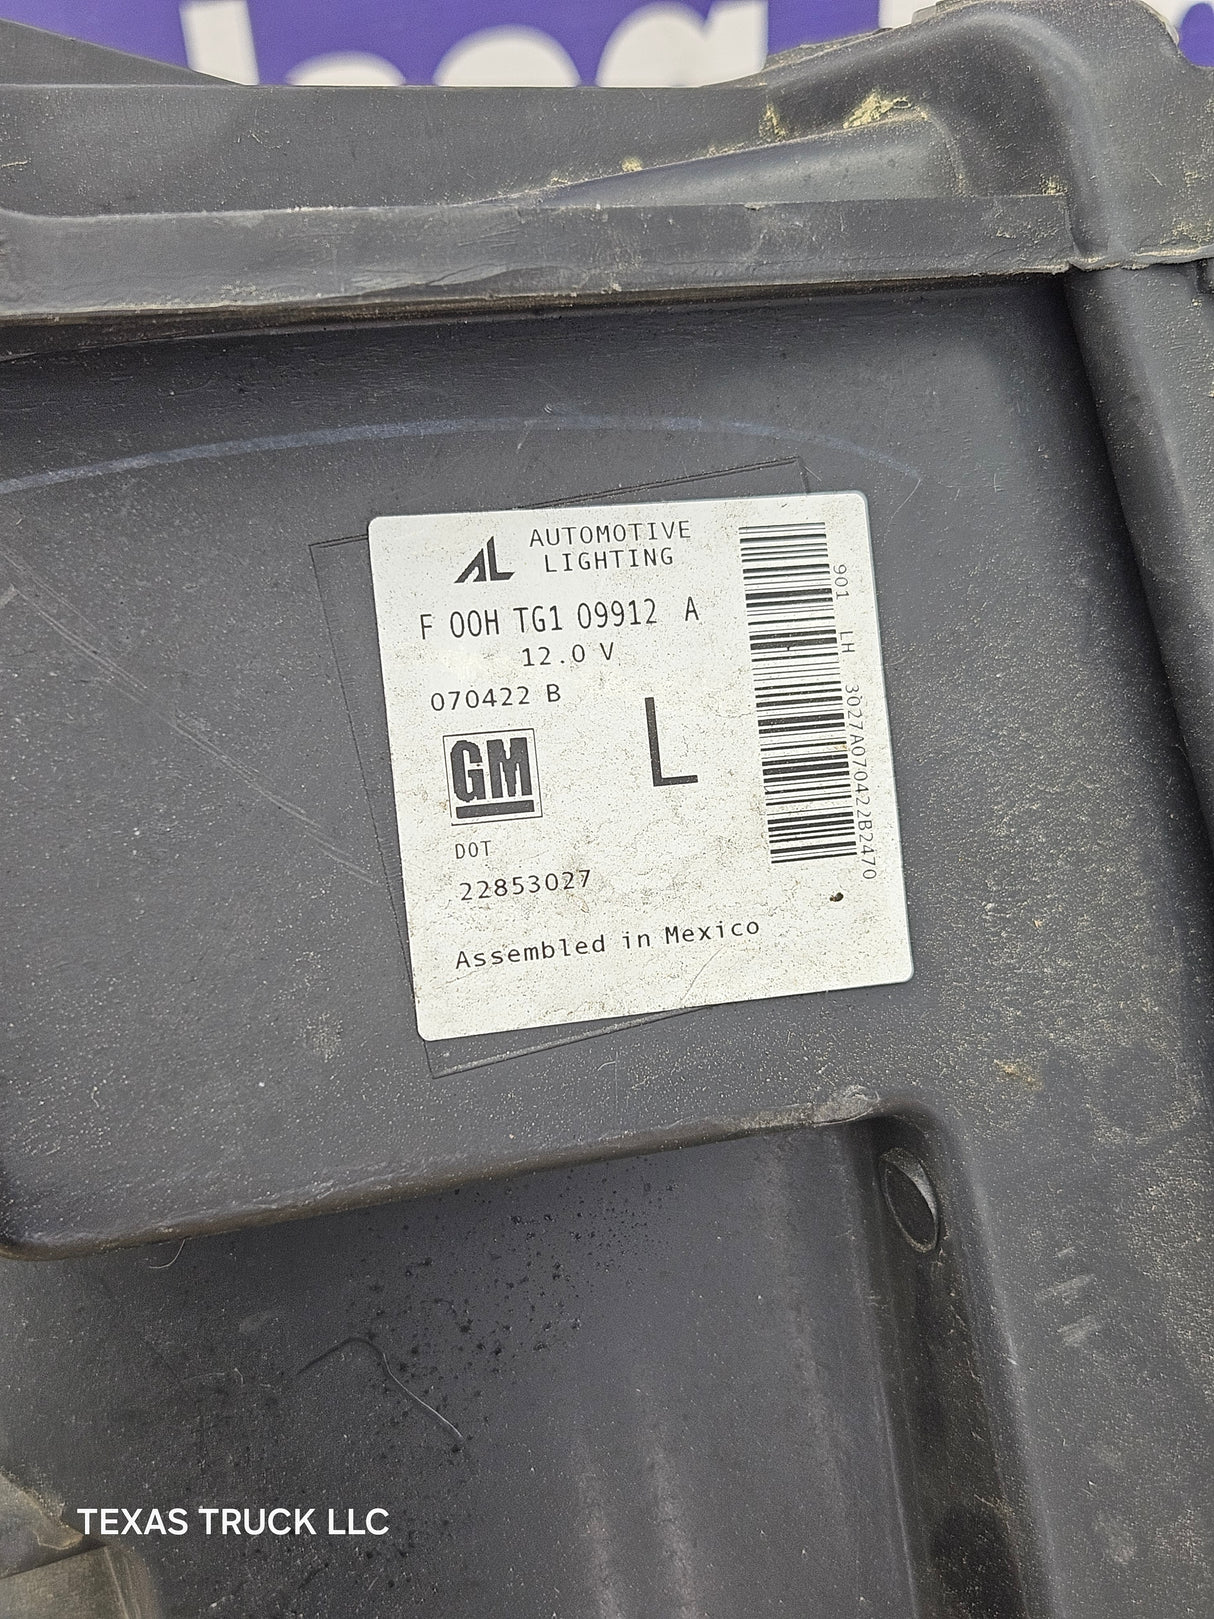 AL AUTOMOTIVE
LIGHTING
F 00H TG1 09912 A
12.0 V
070422 B
L
GM
DOT
22853027
Assembled in Mexico
901 LH 3027A070422B2470
TEXAS TRUCK LLC